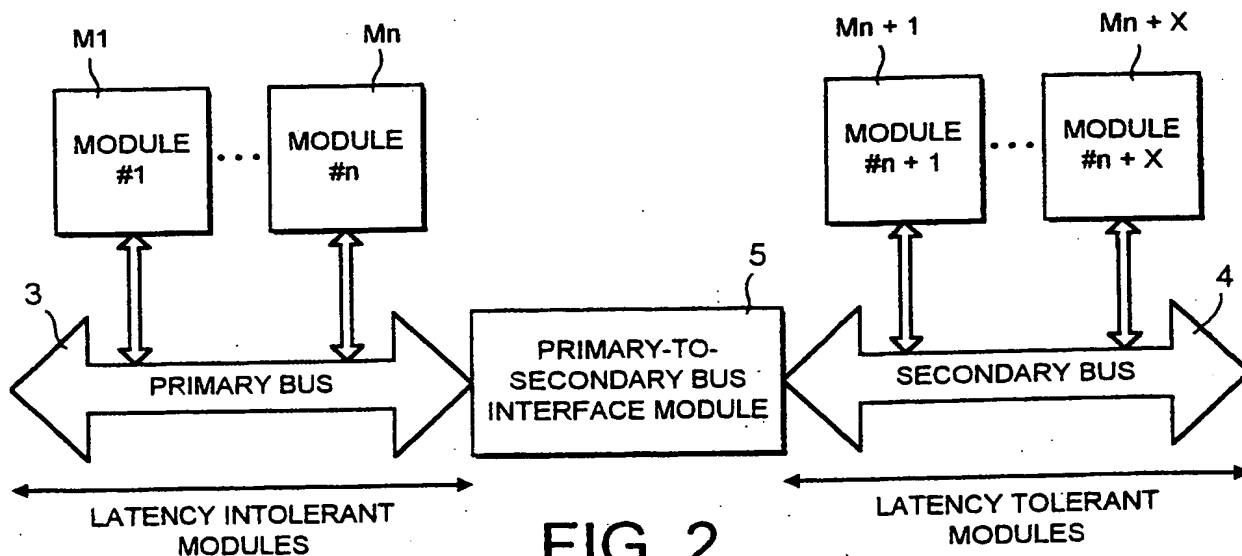 M1
Mn
Mn + 1
Mn + X
MODULE
#1
...
MODULE
#n
MODULE
#n + 1
...
MODULE
#n + X
3
5
4
PRIMARY BUS
PRIMARY-TO-
SECONDARY BUS
INTERFACE MODULE
SECONDARY BUS
LATENCY INTOLERANT
MODULES
LATENCY TOLERANT
MODULES
FIG. 2